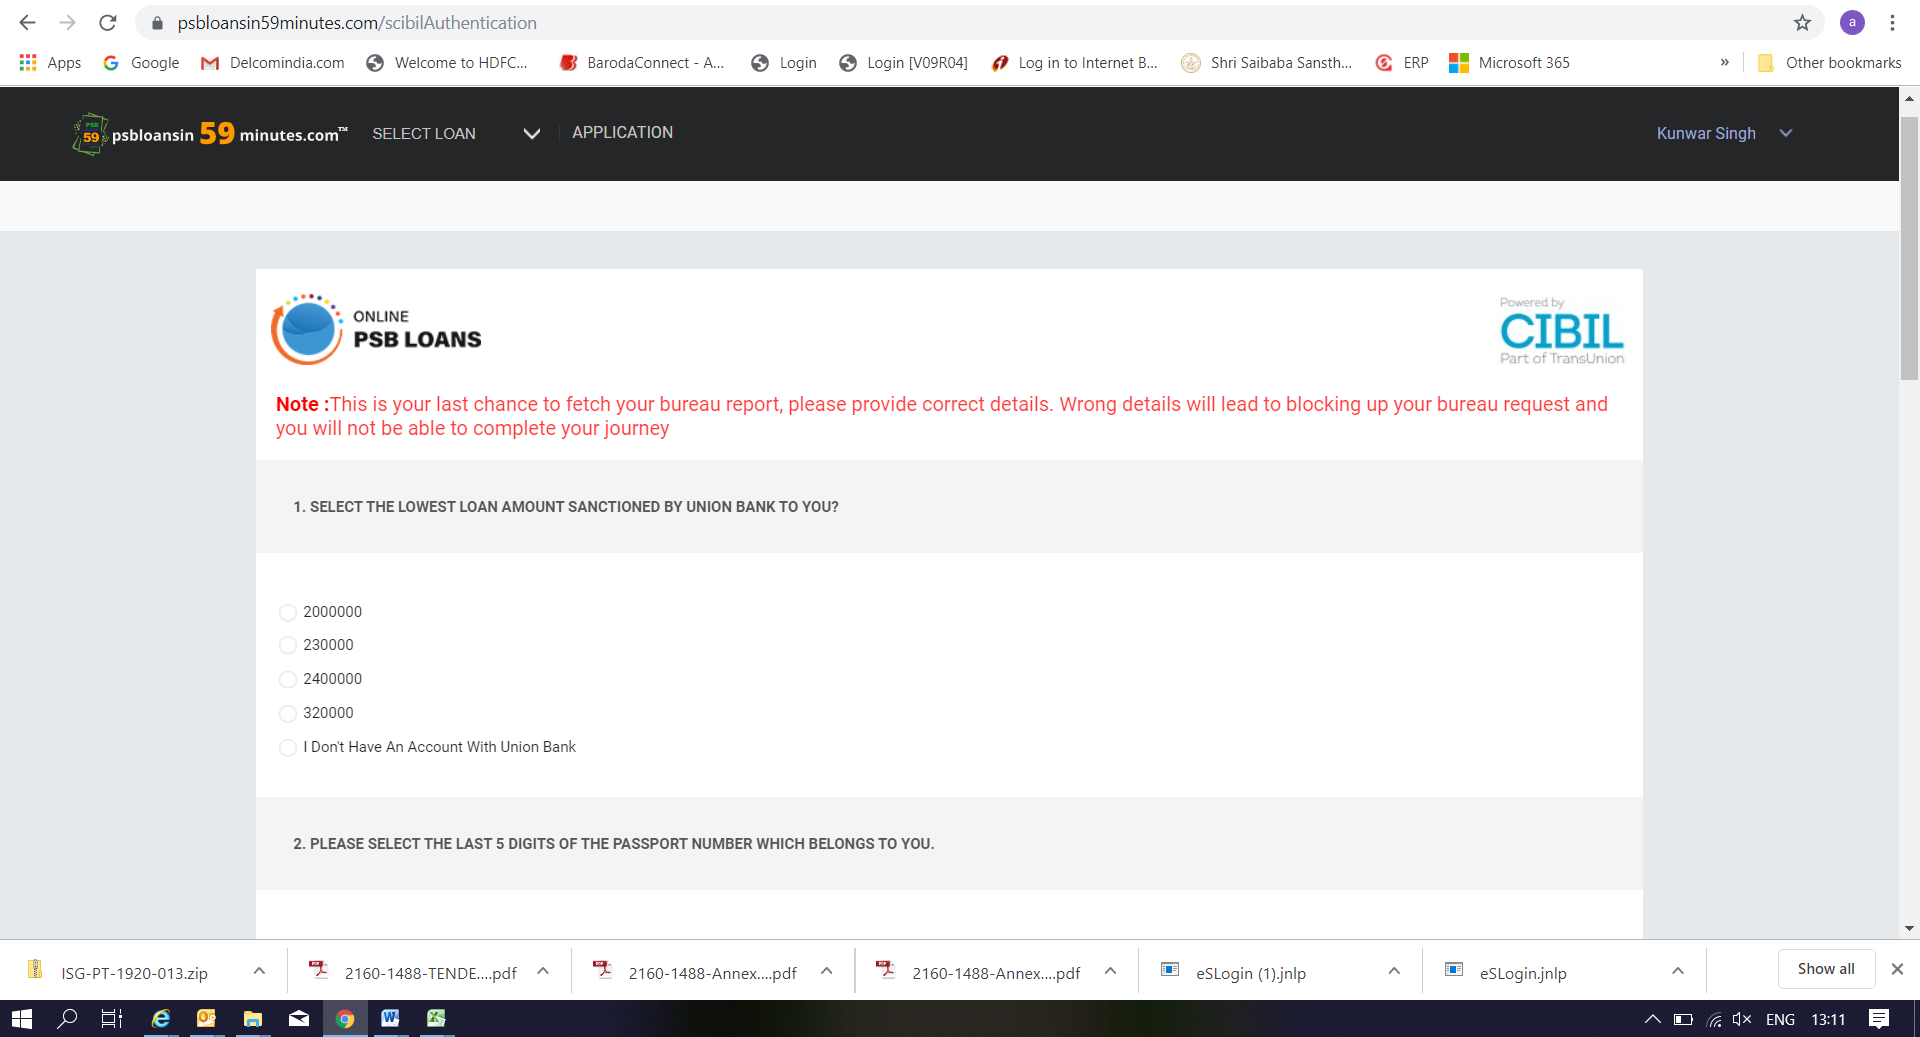 psbloansin59minutes.com/scibilAuthentication
a
Apps Google Delcomindia.com Welcome to HDFC... BarodaConnect - A... Login Login [V09R04] Log in to Internet B... Shri Saibaba Sansth... ERP Microsoft 365 » Other bookmarks
PSB 59 psbloansin 59 minutes.com™ SELECT LOAN APPLICATION Kunwar Singh
ONLINE
PSB LOANS
Powered by
CIBIL
Part of TransUnion
Note :This is your last chance to fetch your bureau report, please provide correct details. Wrong details will lead to blocking up your bureau request and
you will not be able to complete your journey
1. SELECT THE LOWEST LOAN AMOUNT SANCTIONED BY UNION BANK TO YOU?
2000000
230000
2400000
320000
I Don't Have An Account With Union Bank
2. PLEASE SELECT THE LAST 5 DIGITS OF THE PASSPORT NUMBER WHICH BELONGS TO YOU.
ISG-PT-1920-013.zip 2160-1488-TENDE....pdf 2160-1488-Annex....pdf 2160-1488-Annex....pdf eSLogin (1).jnlp eSLogin.jnlp Show all
ENG 13:11